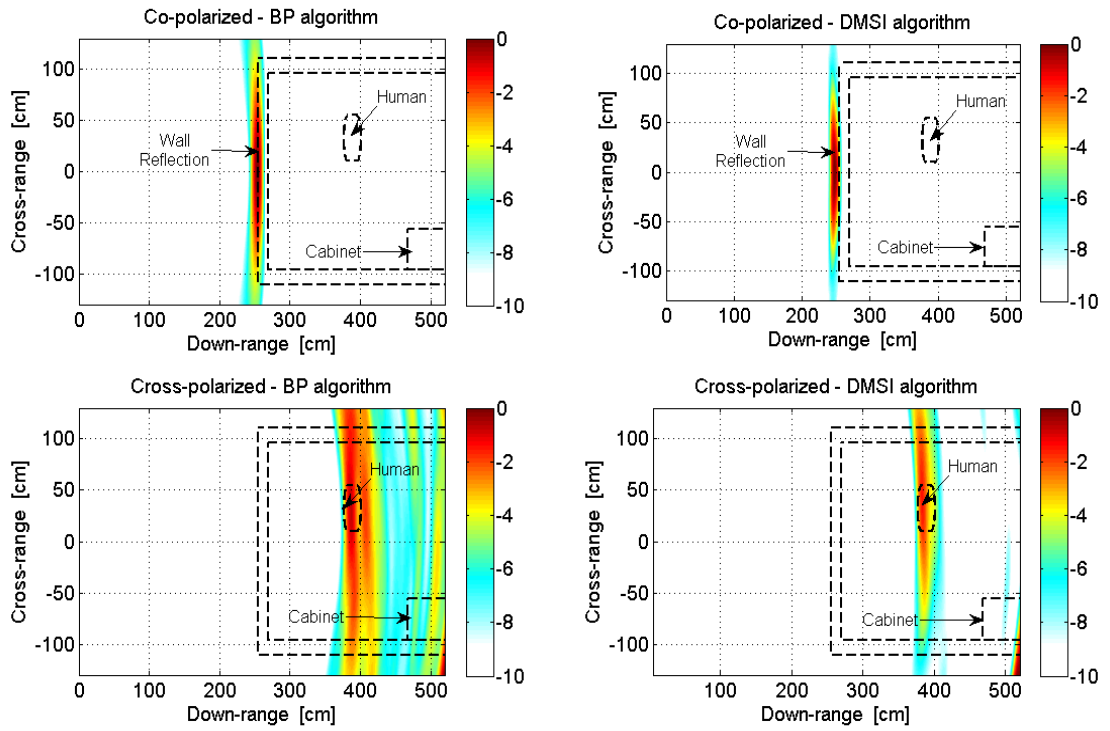 Co-polarized - BP algorithm
Cross-range [cm]
100
50
0
-50
-100
Wall
Reflection
Human
Cabinet
0
100
200
300
400
500
Down-range [cm]
0
-2
-4
-6
-8
-10
Co-polarized - DMSI algorithm
Cross-range [cm]
100
50
0
-50
-100
Wall
Reflection
Human
Cabinet
100
200
300
400
500
Down-range [cm]
0
-2
-4
-6
-8
-10
Cross-polarized - BP algorithm
Cross-range [cm]
100
50
0
-50
-100
Human
Cabinet
0
100
200
300
400
500
Down-range [cm]
0
-2
-4
-6
-8
-10
Cross-polarized - DMSI algorithm
Cross-range [cm]
100
50
0
-50
-100
Human
Cabinet
100
200
300
400
500
Down-range [cm]
0
-2
-4
-6
-8
-10